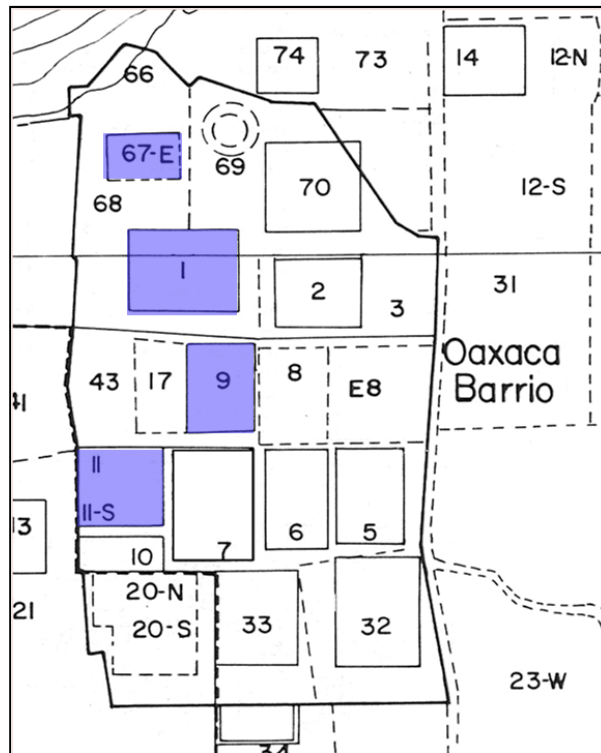 74 73 14 12-N
66
67-E 69
68 70 12-S
1 2 3 31
Oaxaca
Barrio
43 17 9 8 E8
41
11
11-S
13 10 7 6 5
21 20-N
20-S 33 32
23-W
34